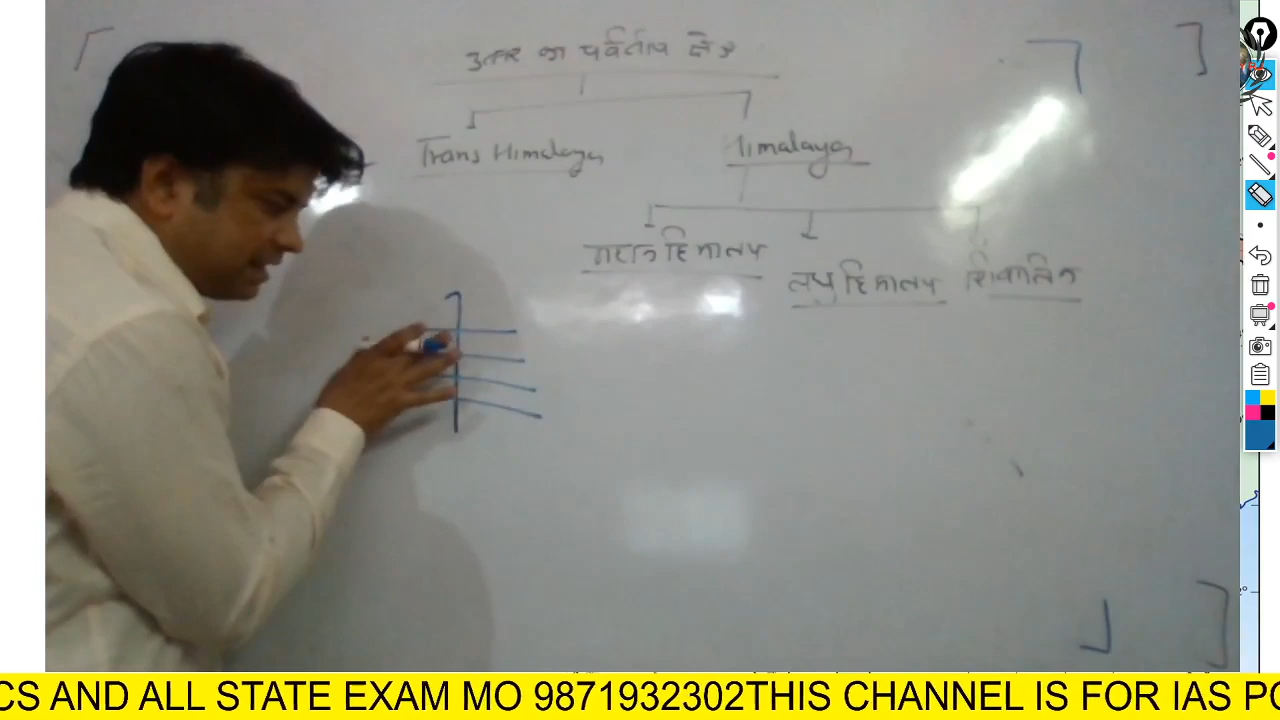 उत्तर का पर्वतीय क्षेत्र
Trans Himalaya
Himalaya
महान हिमालय
लघु हिमालय
शिवालिक
CS AND ALL STATE EXAM MO 9871932302THIS CHANNEL IS FOR IAS PC